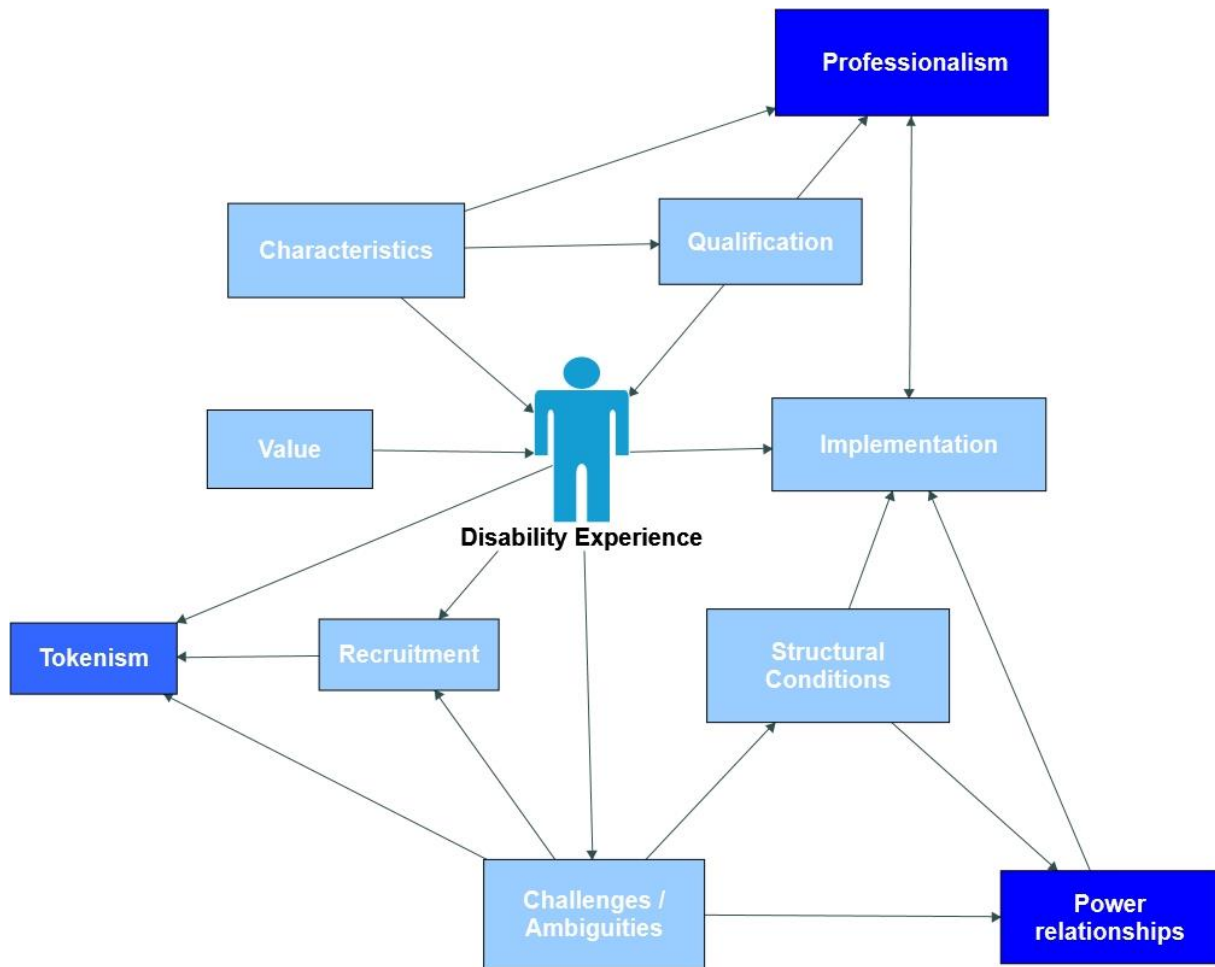 Professionalism
Characteristics
Qualification
Value
Implementation
Disability Experience
Tokenism
Recruitment
Structural
Conditions
Challenges /
Ambiguities
Power
relationships